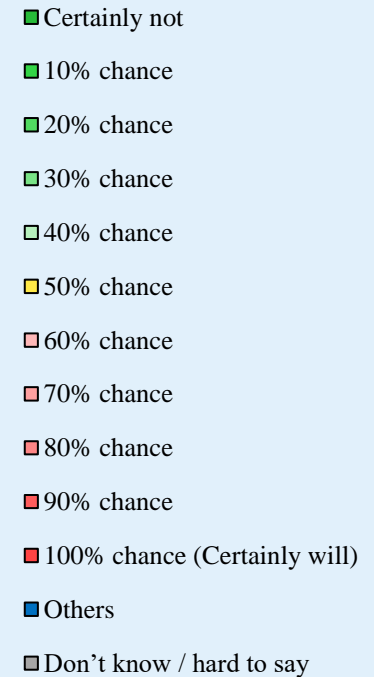 Certainly not
10% chance
20% chance
30% chance
40% chance
50% chance
60% chance
70% chance
80% chance
90% chance
100% chance (Certainly will)
Others
Don’t know / hard to say